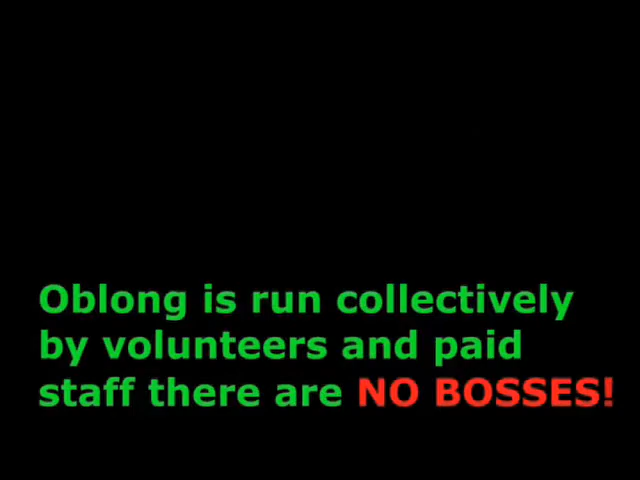 Oblong is run collectively
by volunteers and paid
staff there are NO BOSSES!